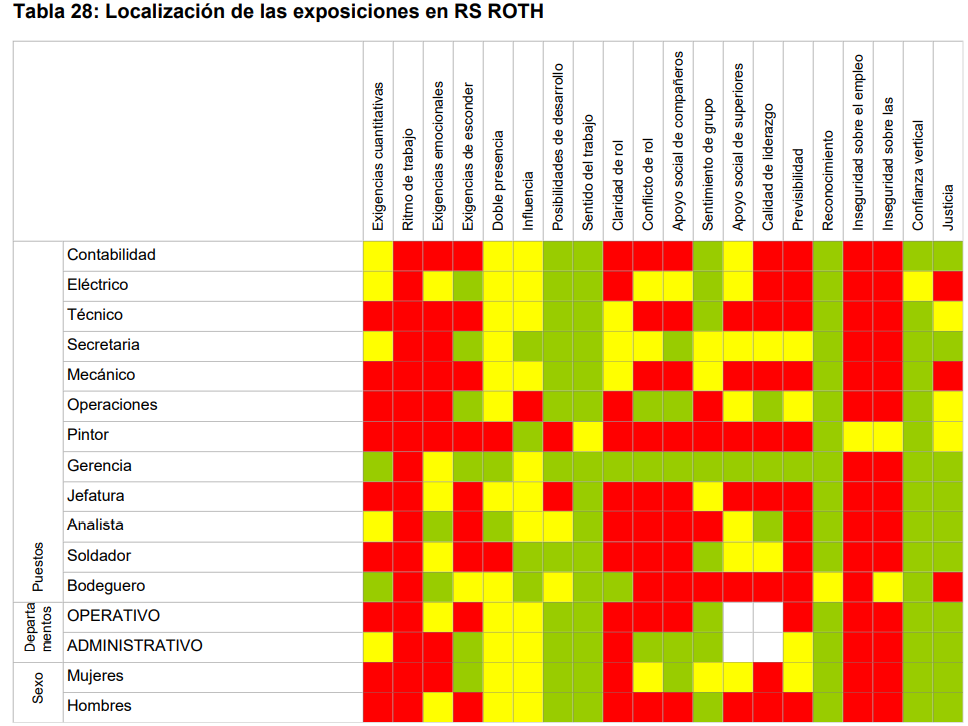 Tabla 28: Localización de las exposiciones en RS ROTH
Exigencias cuantitativas
Ritmo de trabajo
Exigencias emocionales
Exigencias de esconder
Doble presencia
Influencia
Posibilidades de desarrollo
Sentido del trabajo
Claridad de rol
Conflicto de rol
Apoyo social de compañeros
Sentimiento de grupo
Apoyo social de superiores
Calidad de liderazgo
Previsibilidad
Reconocimiento
Inseguridad sobre el empleo
Inseguridad sobre las
Confianza vertical
Justicia
Puestos
Contabilidad
Eléctrico
Técnico
Secretaria
Mecánico
Operaciones
Pintor
Gerencia
Jefatura
Analista
Soldador
Bodeguero
Departa
mentos
OPERATIVO
ADMINISTRATIVO
Sexo
Mujeres
Hombres